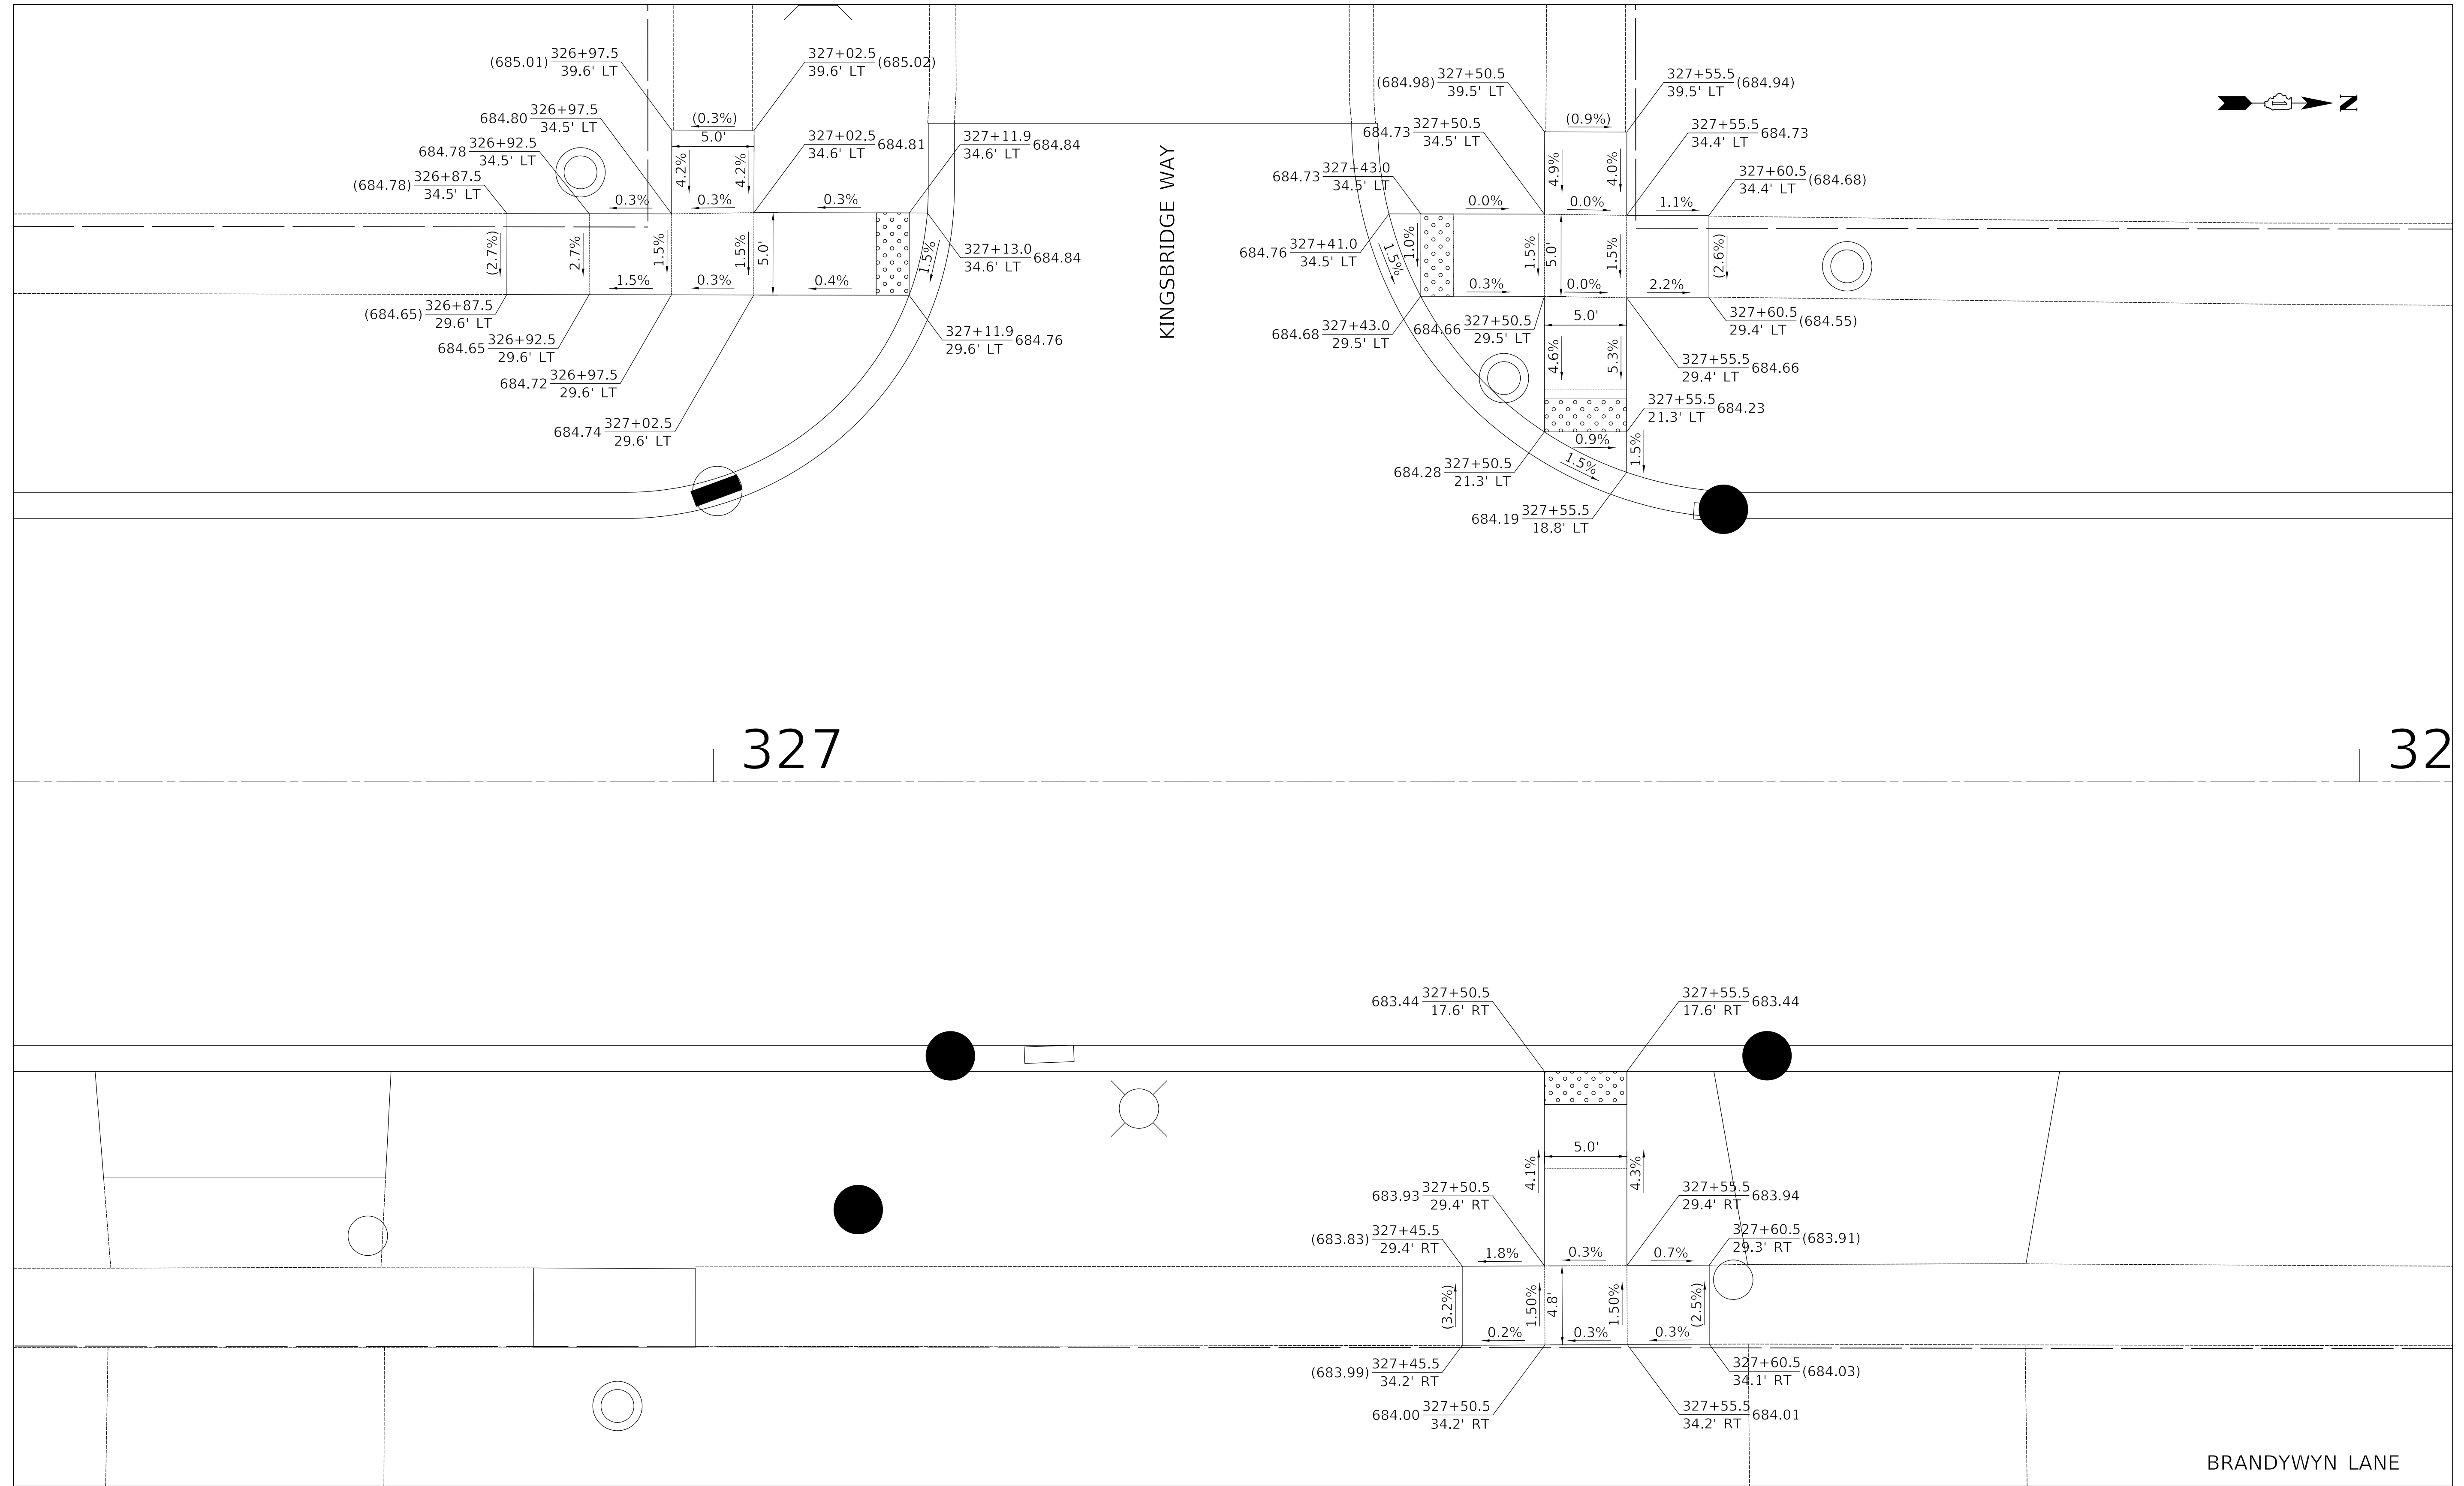 (685.01) 326+97.5
39.6' LT
327+02.5 (685.02)
39.6' LT
684.80 326+97.5
34.5' LT
(0.3%)
5.0'
684.78 326+92.5
34.5' LT
327+02.5 684.81
34.6' LT
327+11.9 684.84
34.6' LT
(684.78) 326+87.5
34.5' LT
4.2%
4.2%
0.3%
0.3%
0.3%
(2.7%)
2.7%
1.5%
1.5%
5.0'
1.5%
327+13.0 684.84
34.6' LT
1.5%
0.3%
0.4%
(684.65) 326+87.5
29.6' LT
684.65 326+92.5
29.6' LT
684.72 326+97.5
29.6' LT
684.74 327+02.5
29.6' LT
327+11.9 684.76
29.6' LT
KINGSBRIDGE WAY
(684.98) 327+50.5
39.5' LT
327+55.5 (684.94)
39.5' LT
N
(0.9%)
684.73 327+50.5
34.5' LT
327+55.5 684.73
34.4' LT
684.73 327+43.0
34.5' LT
4.9%
4.0%
327+60.5 (684.68)
34.4' LT
0.0%
0.0%
1.1%
684.76 327+41.0
34.5' LT
1.5%
1.0%
1.5%
5.0'
1.5%
(2.6%)
0.3%
0.0%
2.2%
684.68 327+43.0
29.5' LT
684.66 327+50.5
29.5' LT
5.0'
327+60.5 (684.55)
29.4' LT
4.6%
5.3%
327+55.5 684.66
29.4' LT
327+55.5 684.23
21.3' LT
0.9%
1.5%
1.5%
684.28 327+50.5
21.3' LT
684.19 327+55.5
18.8' LT
327
32
683.44 327+50.5
17.6' RT
327+55.5 683.44
17.6' RT
5.0'
4.1%
4.3%
683.93 327+50.5
29.4' RT
327+55.5 683.94
29.4' RT
(683.83) 327+45.5
29.4' RT
327+60.5 (683.91)
29.3' RT
1.8%
0.3%
0.7%
(3.2%)
1.50%
4.8'
1.50%
(2.5%)
0.2%
0.3%
0.3%
(683.99) 327+45.5
34.2' RT
327+60.5 (684.03)
34.1' RT
684.00 327+50.5
34.2' RT
327+55.5 684.01
34.2' RT
BRANDYWYN LANE